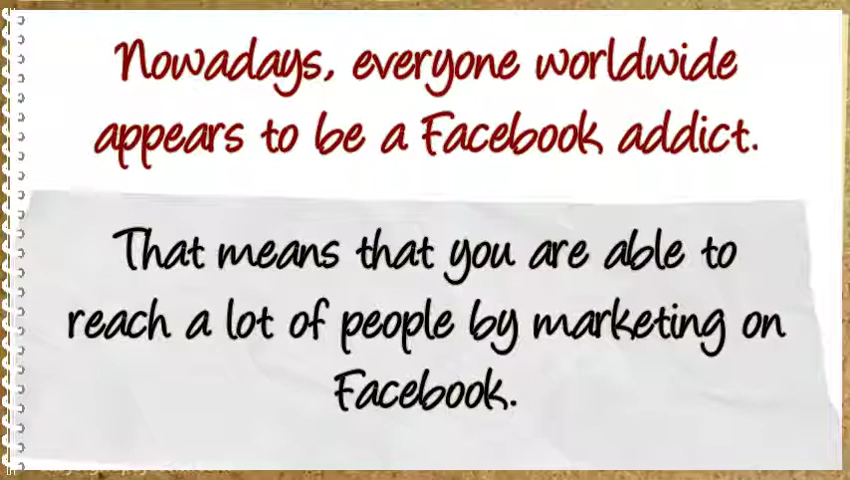 Nowadays, everyone worldwide
appears to be a Facebook addict.
That means that you are able to
reach a lot of people by marketing on
Facebook.